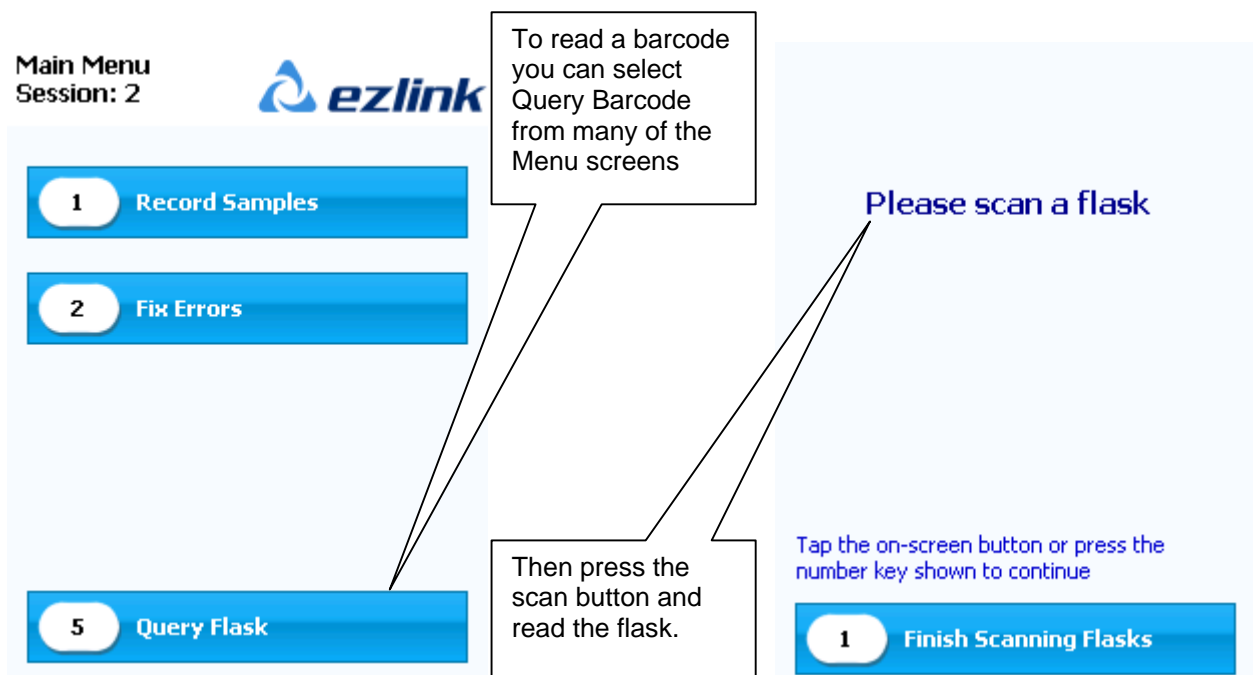 Main Menu
Session: 2
ezlink
1 Record Samples
2 Fix Errors
5 Query Flask
To read a barcode
you can select
Query Barcode
from many of the
Menu screens
Then press the
scan button and
read the flask.
Please scan a flask
Tap the on-screen button or press the
number key shown to continue
1 Finish Scanning Flasks